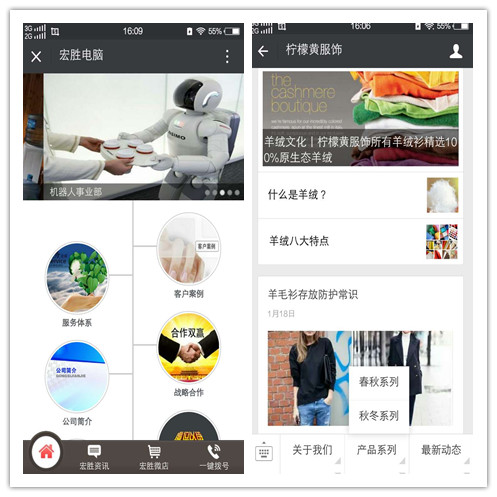 3G
2G
16:09
55%
宏胜电脑
ASIMO
机器人事业部
客户案例
客户案例
服务体系
合作双赢
战略合作
公司简介
公司简介
宏胜资讯
宏胜微店
一键拨号
3G
2G
16:06
55%
柠檬黄服饰
the
cashmere
boutique
羊绒文化丨柠檬黄服饰所有羊绒衫精选10
0%原生态羊绒
什么是羊绒？
羊绒八大特点
羊毛衫存放防护常识
1月18日
春秋系列
秋冬系列
关于我们
产品系列
最新动态